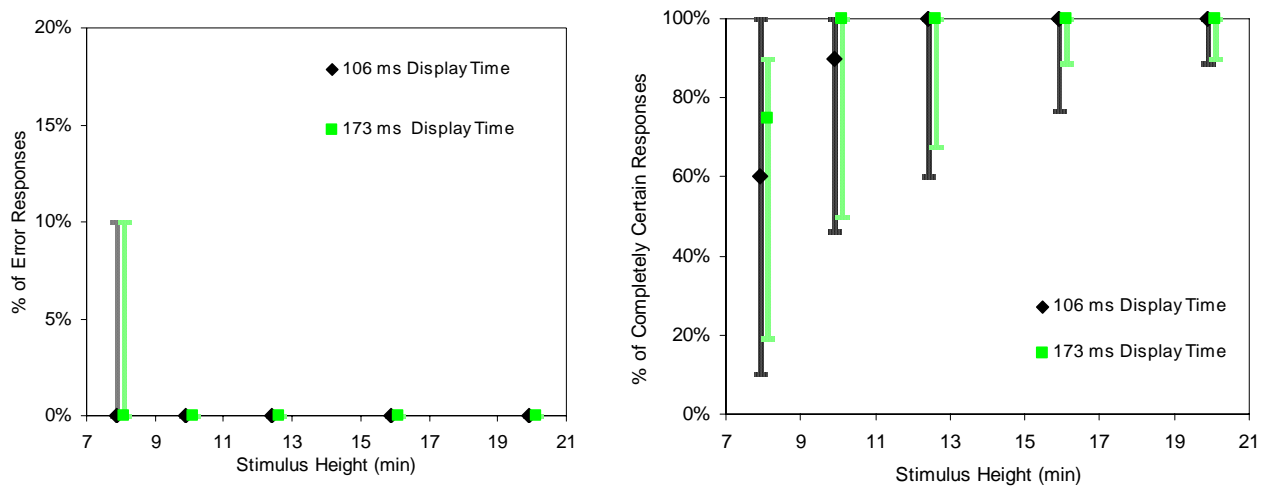 20%
106 ms Display Time
15%
173 ms Display Time
10%
5%
0%
7 9 11 13 15 17 19 21
Stimulus Height (min)
% of Error Responses
100%
80%
60%
40%
106 ms Display Time
20%
173 ms Display Time
0%
7 9 11 13 15 17 19 21
Stimulus Height (min)
% of Completely Certain Responses